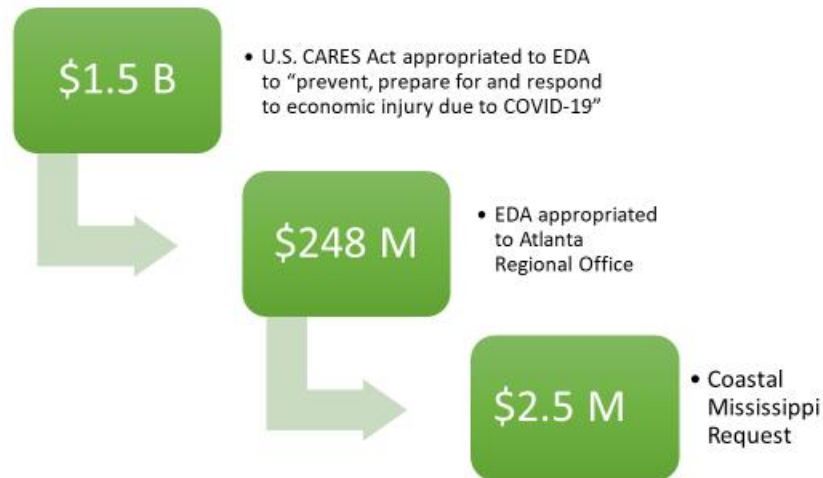 $1.5 B
• U.S. CARES Act appropriated to EDA
to “prevent, prepare for and respond
to economic injury due to COVID-19”
$248 M
• EDA appropriated
to Atlanta
Regional Office
$2.5 M
• Coastal
Mississippi
Request